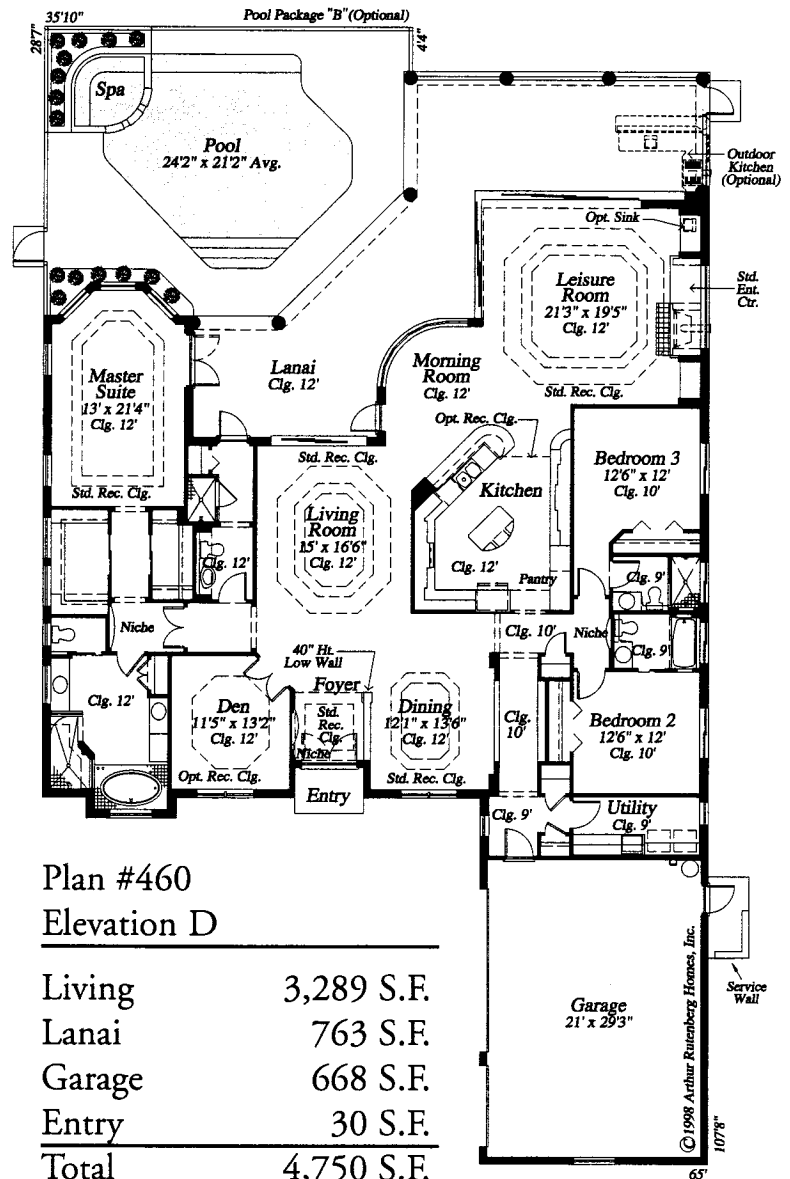 35'10"
Pool Package "B" (Optional)
28'7"
4'4"
Spa
Pool
24'2" x 21'2" Avg.
Outdoor
Kitchen
(Optional)
Opt. Sink
Leisure
Room
21'3" x 19'5"
Clg. 12'
Std.
Ent.
Ctr.
Std. Rec. Clg.
Master
Suite
13' x 21'4"
Clg. 12'
Std. Rec. Clg.
Lanai
Clg. 12'
Morning
Room
Clg. 12'
Opt. Rec. Clg.
Std. Rec. Clg.
Living
Room
15' x 16'6"
Clg. 12'
Kitchen
Clg. 12'
Pantry
Bedroom 3
12'6" x 12'
Clg. 10'
Clg. 12'
Clg. 9'
Niche
Clg. 10'
Niche
Clg. 9'
40" Ht.
Low Wall
Foyer
Std.
Rec.
Clg.
Niche
Clg. 12'
Den
11'5" x 13'2"
Clg. 12'
Opt. Rec. Clg.
Dining
12'1" x 13'6"
Clg. 12'
Std. Rec. Clg.
Clg.
10'
Bedroom 2
12'6" x 12'
Clg. 10'
Entry
Clg. 9'
Utility
Clg. 9'
Plan #460
Elevation D
Living 3,289 S.F.
Lanai 763 S.F.
Garage 668 S.F.
Entry 30 S.F.
Total 4,750 S.F.
Garage
21' x 29'3"
©1998 Arthur Rutenberg Homes, Inc.
Service
Wall
107'8"
65'